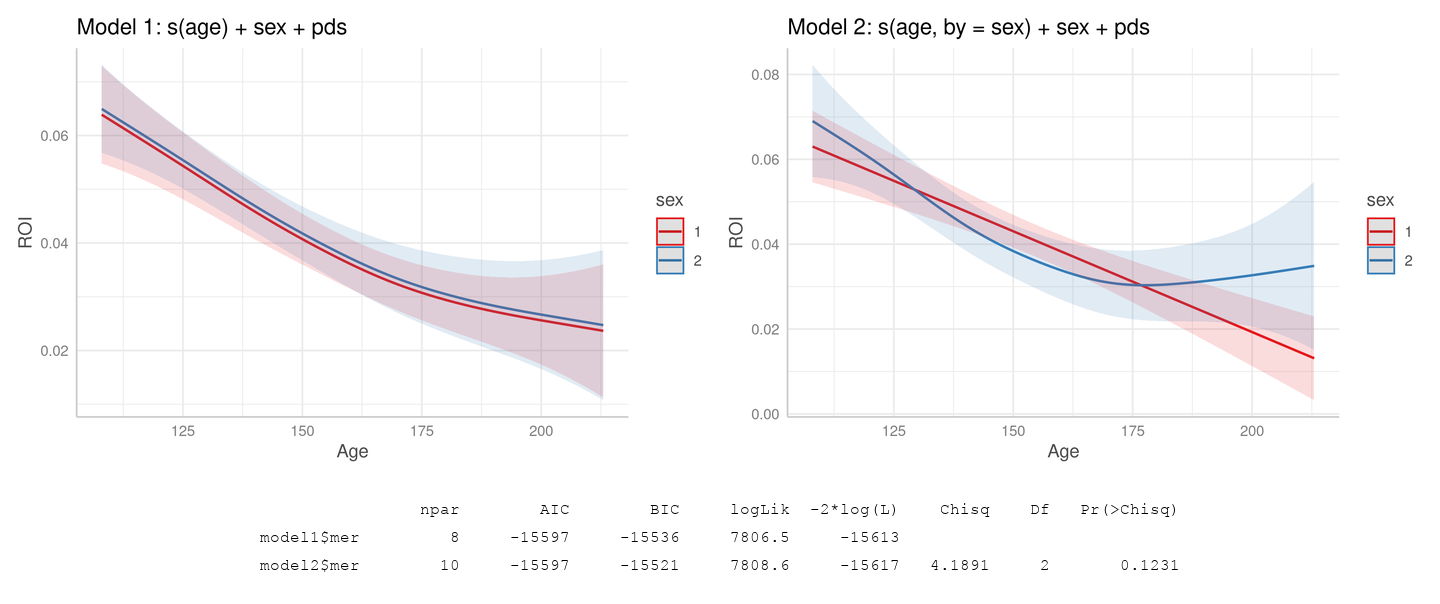 Model 1: s(age) + sex + pds
0.06
0.04
0.02
ROI
125 150 175 200
Age
sex
1
2
Model 2: s(age, by = sex) + sex + pds
0.08
0.06
0.04
0.02
0.00
ROI
125 150 175 200
Age
sex
1
2
npar AIC BIC logLik -2*log(L) Chisq Df Pr(>Chisq)
model1$mer 8 -15597 -15536 7806.5 -15613
model2$mer 10 -15597 -15521 7808.6 -15617 4.1891 2 0.1231